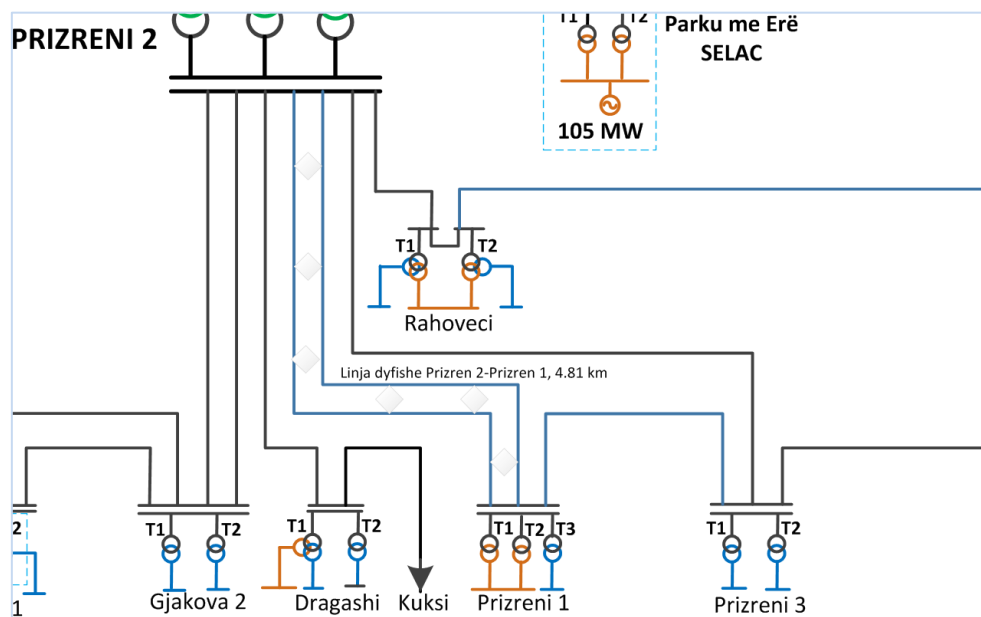 PRIZRENI 2
T1
T2
Parku me Erë
SELAC
105 MW
T1
T2
Rahoveci
Linja dyfishe Prizren 2-Prizren 1, 4.81 km
2
T1
T2
T1
T2
T1
T2
T3
T1
T2
1
Gjakova 2
Dragashi
Kuksi
Prizreni 1
Prizreni 3